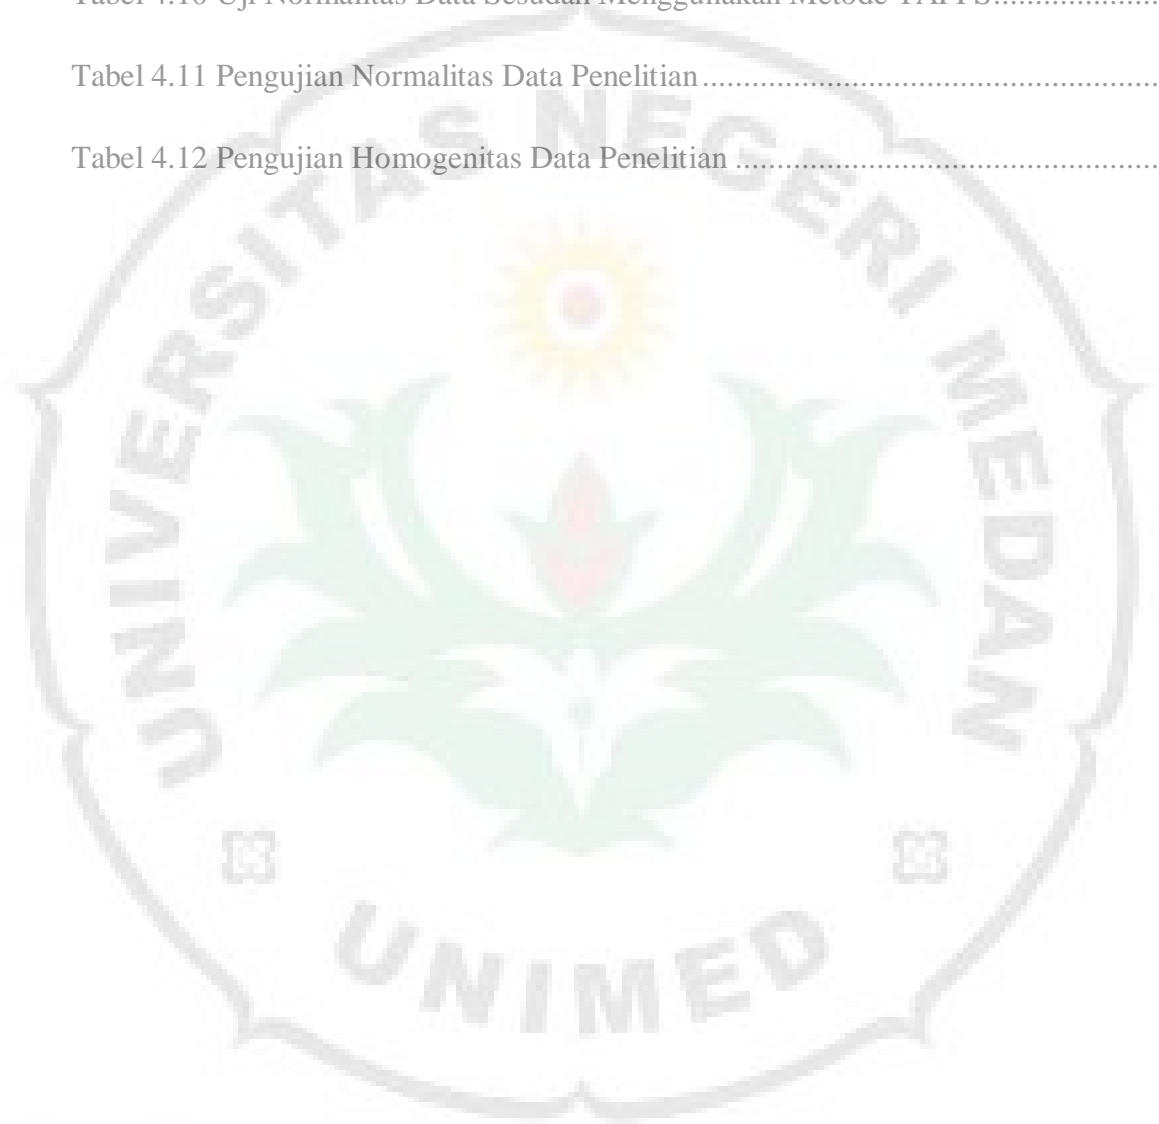 Tabel 4.10 Uji Normalitas Data Sesudah Menggunakan Metode TAPPS....................
Tabel 4.11 Pengujian Normalitas Data Penelitian..................................................
Tabel 4.12 Pengujian Homogenitas Data Penelitian ..............................................
UNIVERSITAS NEGERI MEDAN
UNIMED